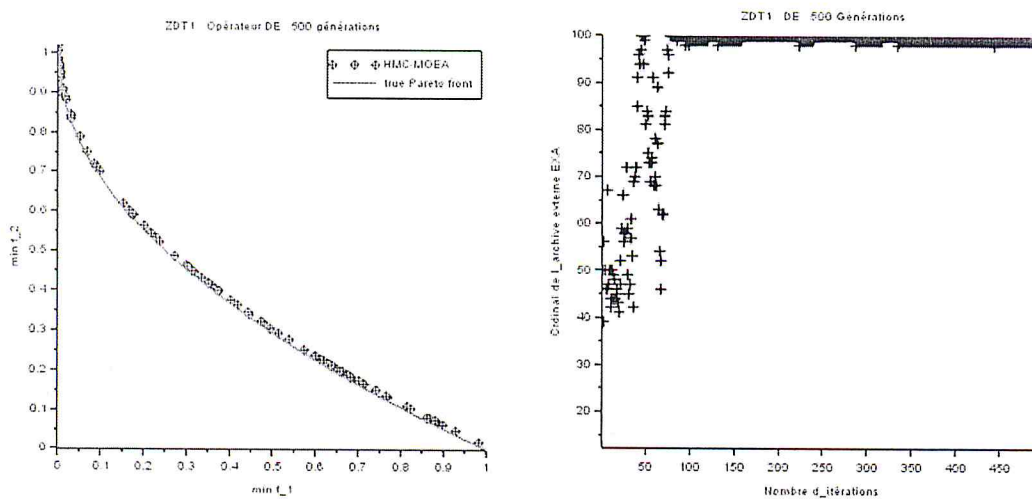 ZDT1 Opérateur DE 500 générations
HMC-MOEA
true Pareto front
min f_2
1
0.9
0.8
0.7
0.6
0.5
0.4
0.3
0.2
0.1
0
0 0.1 0.2 0.3 0.4 0.5 0.6 0.7 0.8 0.9 1
min f_1
ZDT1 DE 500 Générations
Ordinal de l_archive externe EXA
100
90
80
70
60
50
40
30
20
50 100 150 200 250 300 350 400 450
Nombre d_itérations